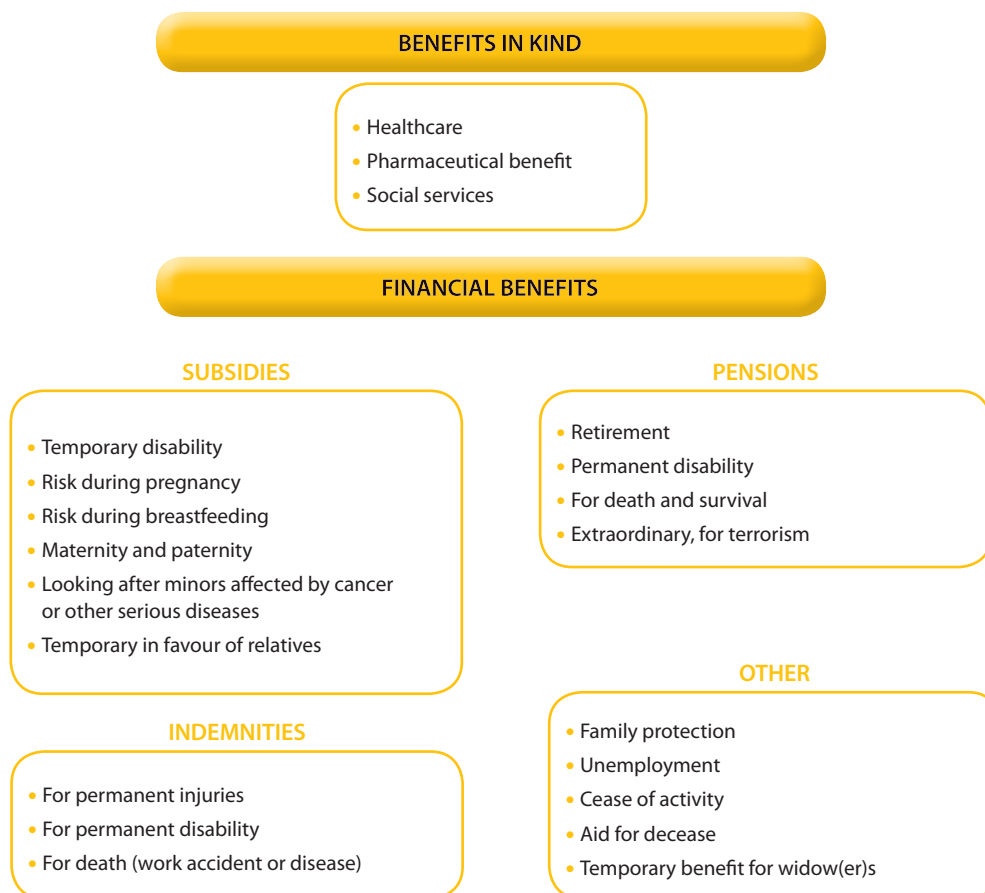 BENEFITS IN KIND
• Healthcare
• Pharmaceutical benefit
• Social services
FINANCIAL BENEFITS
SUBSIDIES
• Temporary disability
• Risk during pregnancy
• Risk during breastfeeding
• Maternity and paternity
• Looking after minors affected by cancer
or other serious diseases
• Temporary in favour of relatives
PENSIONS
• Retirement
• Permanent disability
• For death and survival
• Extraordinary, for terrorism
INDEMNITIES
• For permanent injuries
• For permanent disability
• For death (work accident or disease)
OTHER
• Family protection
• Unemployment
• Cease of activity
• Aid for decease
• Temporary benefit for widow(er)s